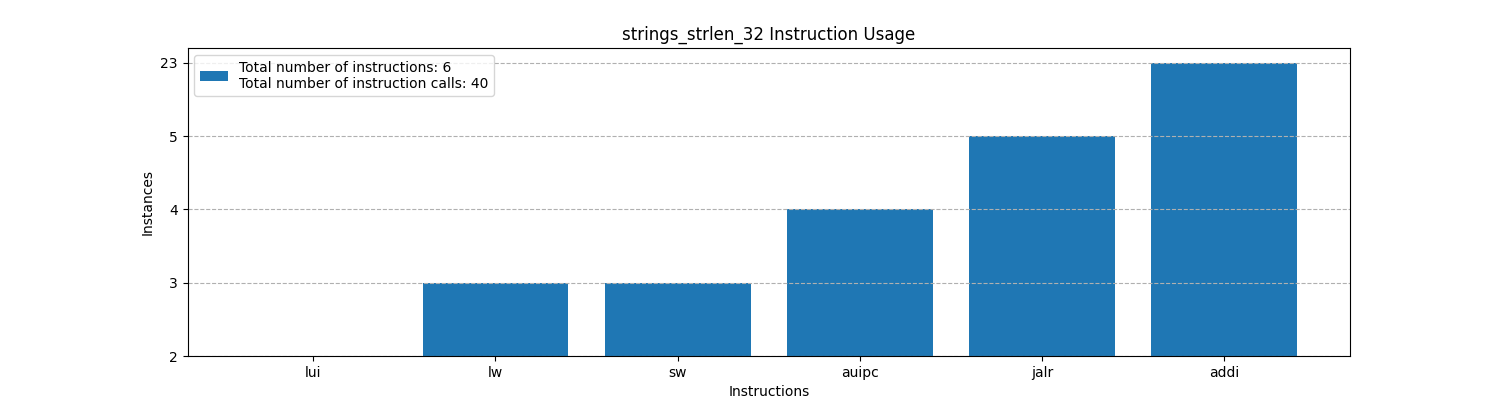 strings_strlen_32 Instruction Usage
Total number of instructions: 6
Total number of instruction calls: 40
Instances
23
5
4
3
2
lui lw sw auipc jalr addi
Instructions